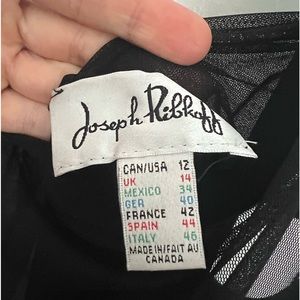 Joseph Ribkoff
CAN/USA 12
UK 14
MEXICO 34
GER 40
FRANCE 42
SPAIN 44
ITALY 46
MADE IN/FAIT AU
CANADA